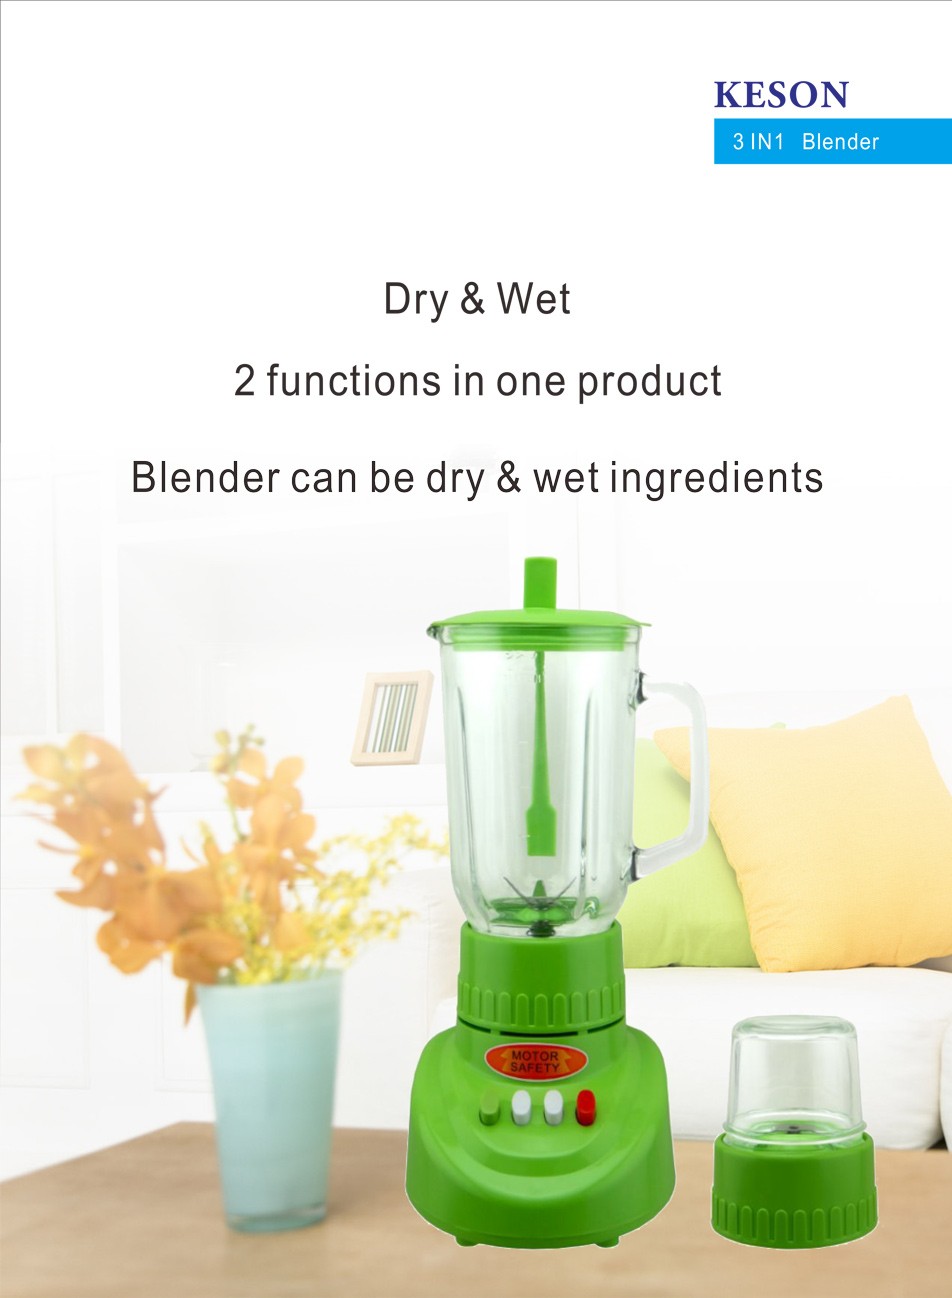 KESON
3 IN1 Blender
Dry & Wet
2 functions in one product
Blender can be dry & wet ingredients
MOTOR
SAFETY